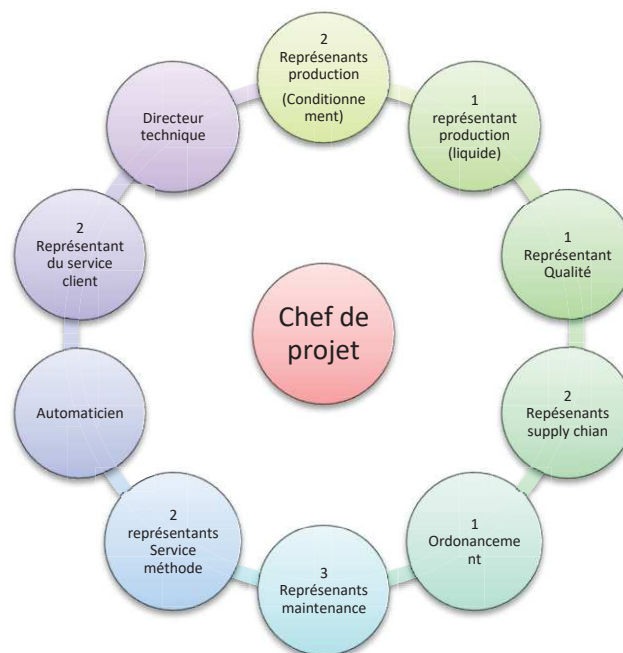 2
Représenants
production
(Conditionne
ment)
1
représentant
production
(liquide)
1
Représentant
Qualité
2
Repésenants
supply chian
1
Ordonanceme
nt
3
Représenants
maintenance
2
représentants
Service
méthode
Automaticien
2
Représentant
du service
client
Directeur
technique
Chef de
projet